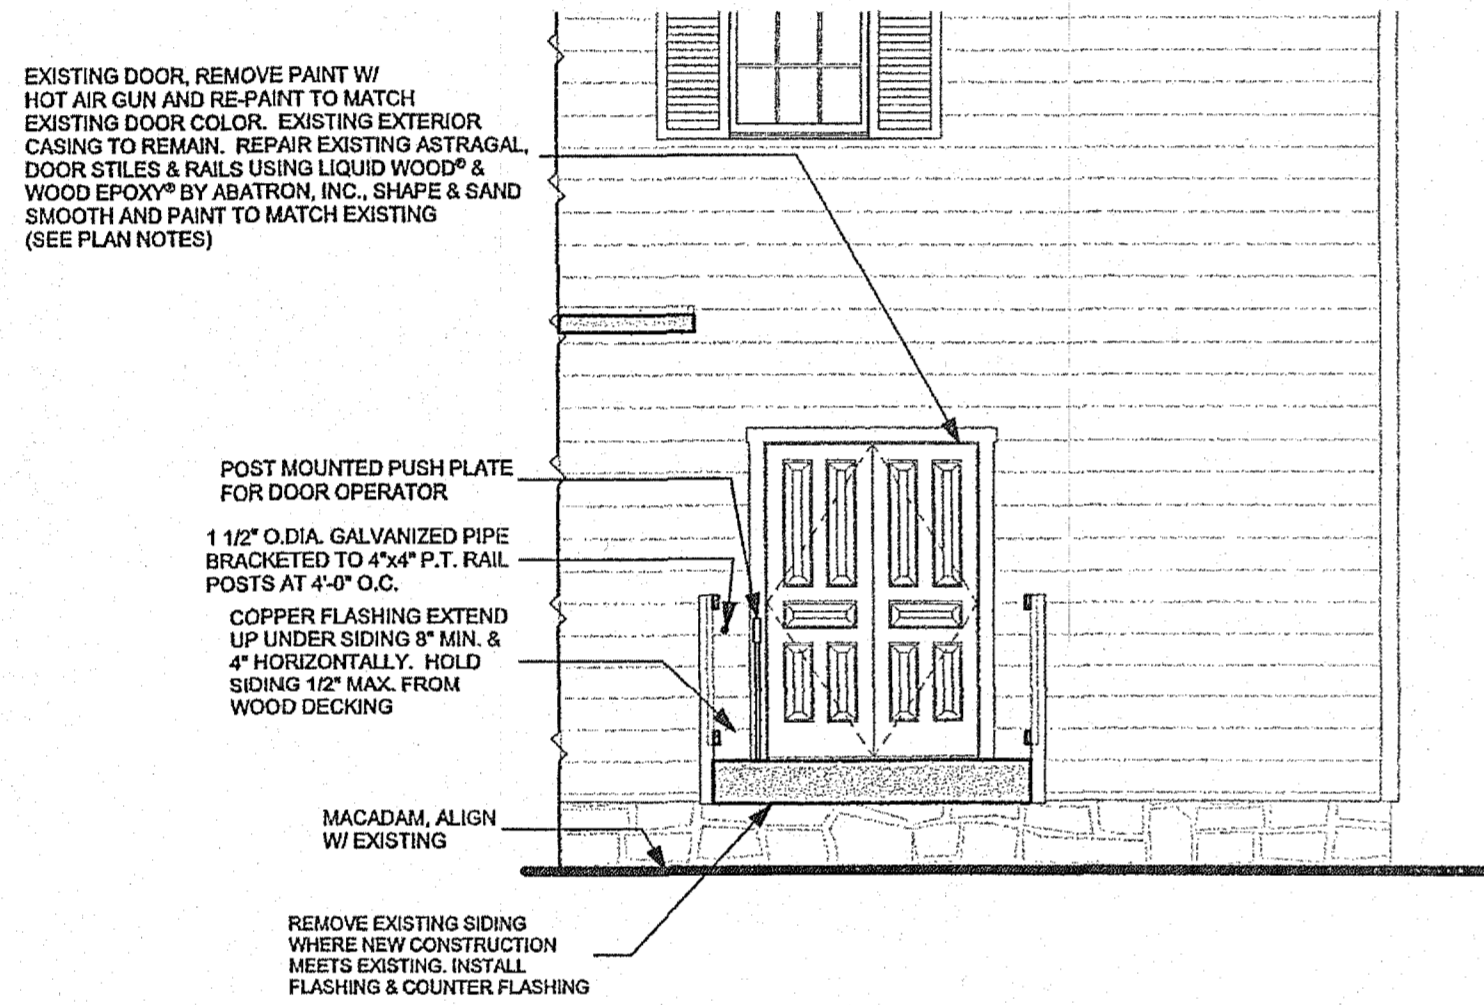 EXISTING DOOR, REMOVE PAINT W/
HOT AIR GUN AND RE-PAINT TO MATCH
EXISTING DOOR COLOR. EXISTING EXTERIOR
CASING TO REMAIN. REPAIR EXISTING ASTRAGAL,
DOOR STILES & RAILS USING LIQUID WOOD® &
WOOD EPOXY® BY ABATRON, INC., SHAPE & SAND
SMOOTH AND PAINT TO MATCH EXISTING
(SEE PLAN NOTES)
POST MOUNTED PUSH PLATE
FOR DOOR OPERATOR
1 1/2" O.DIA. GALVANIZED PIPE
BRACKETED TO 4"x4" P.T. RAIL
POSTS AT 4'-0" O.C.
COPPER FLASHING EXTEND
UP UNDER SIDING 8" MIN. &
4" HORIZONTALLY. HOLD
SIDING 1/2" MAX. FROM
WOOD DECKING
MACADAM, ALIGN
W/ EXISTING
REMOVE EXISTING SIDING
WHERE NEW CONSTRUCTION
MEETS EXISTING. INSTALL
FLASHING & COUNTER FLASHING